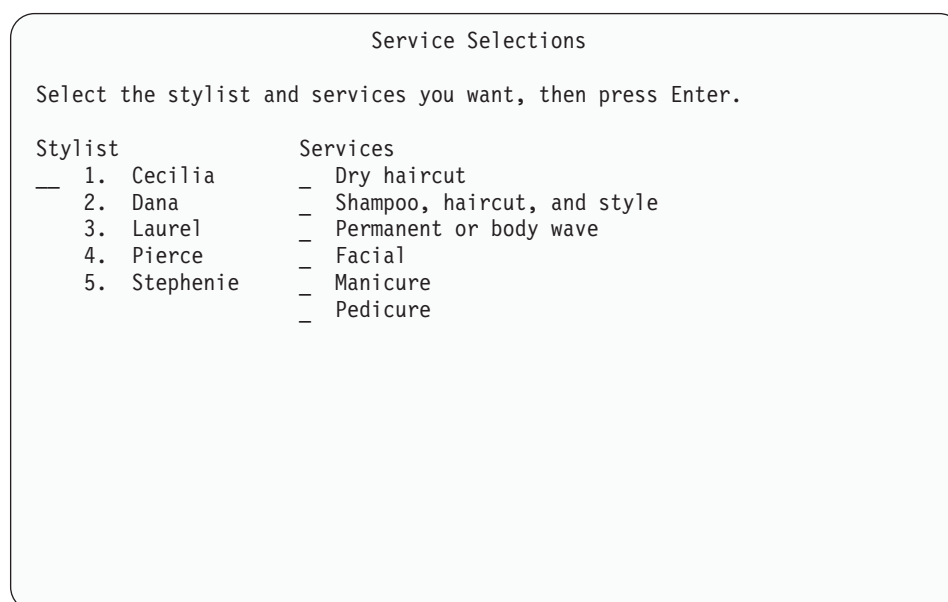 Service Selections
Select the stylist and services you want, then press Enter.
Stylist Services
__ 1. Cecilia _ Dry haircut
2. Dana _ Shampoo, haircut, and style
3. Laurel _ Permanent or body wave
4. Pierce _ Facial
5. Stephenie _ Manicure
_ Pedicure